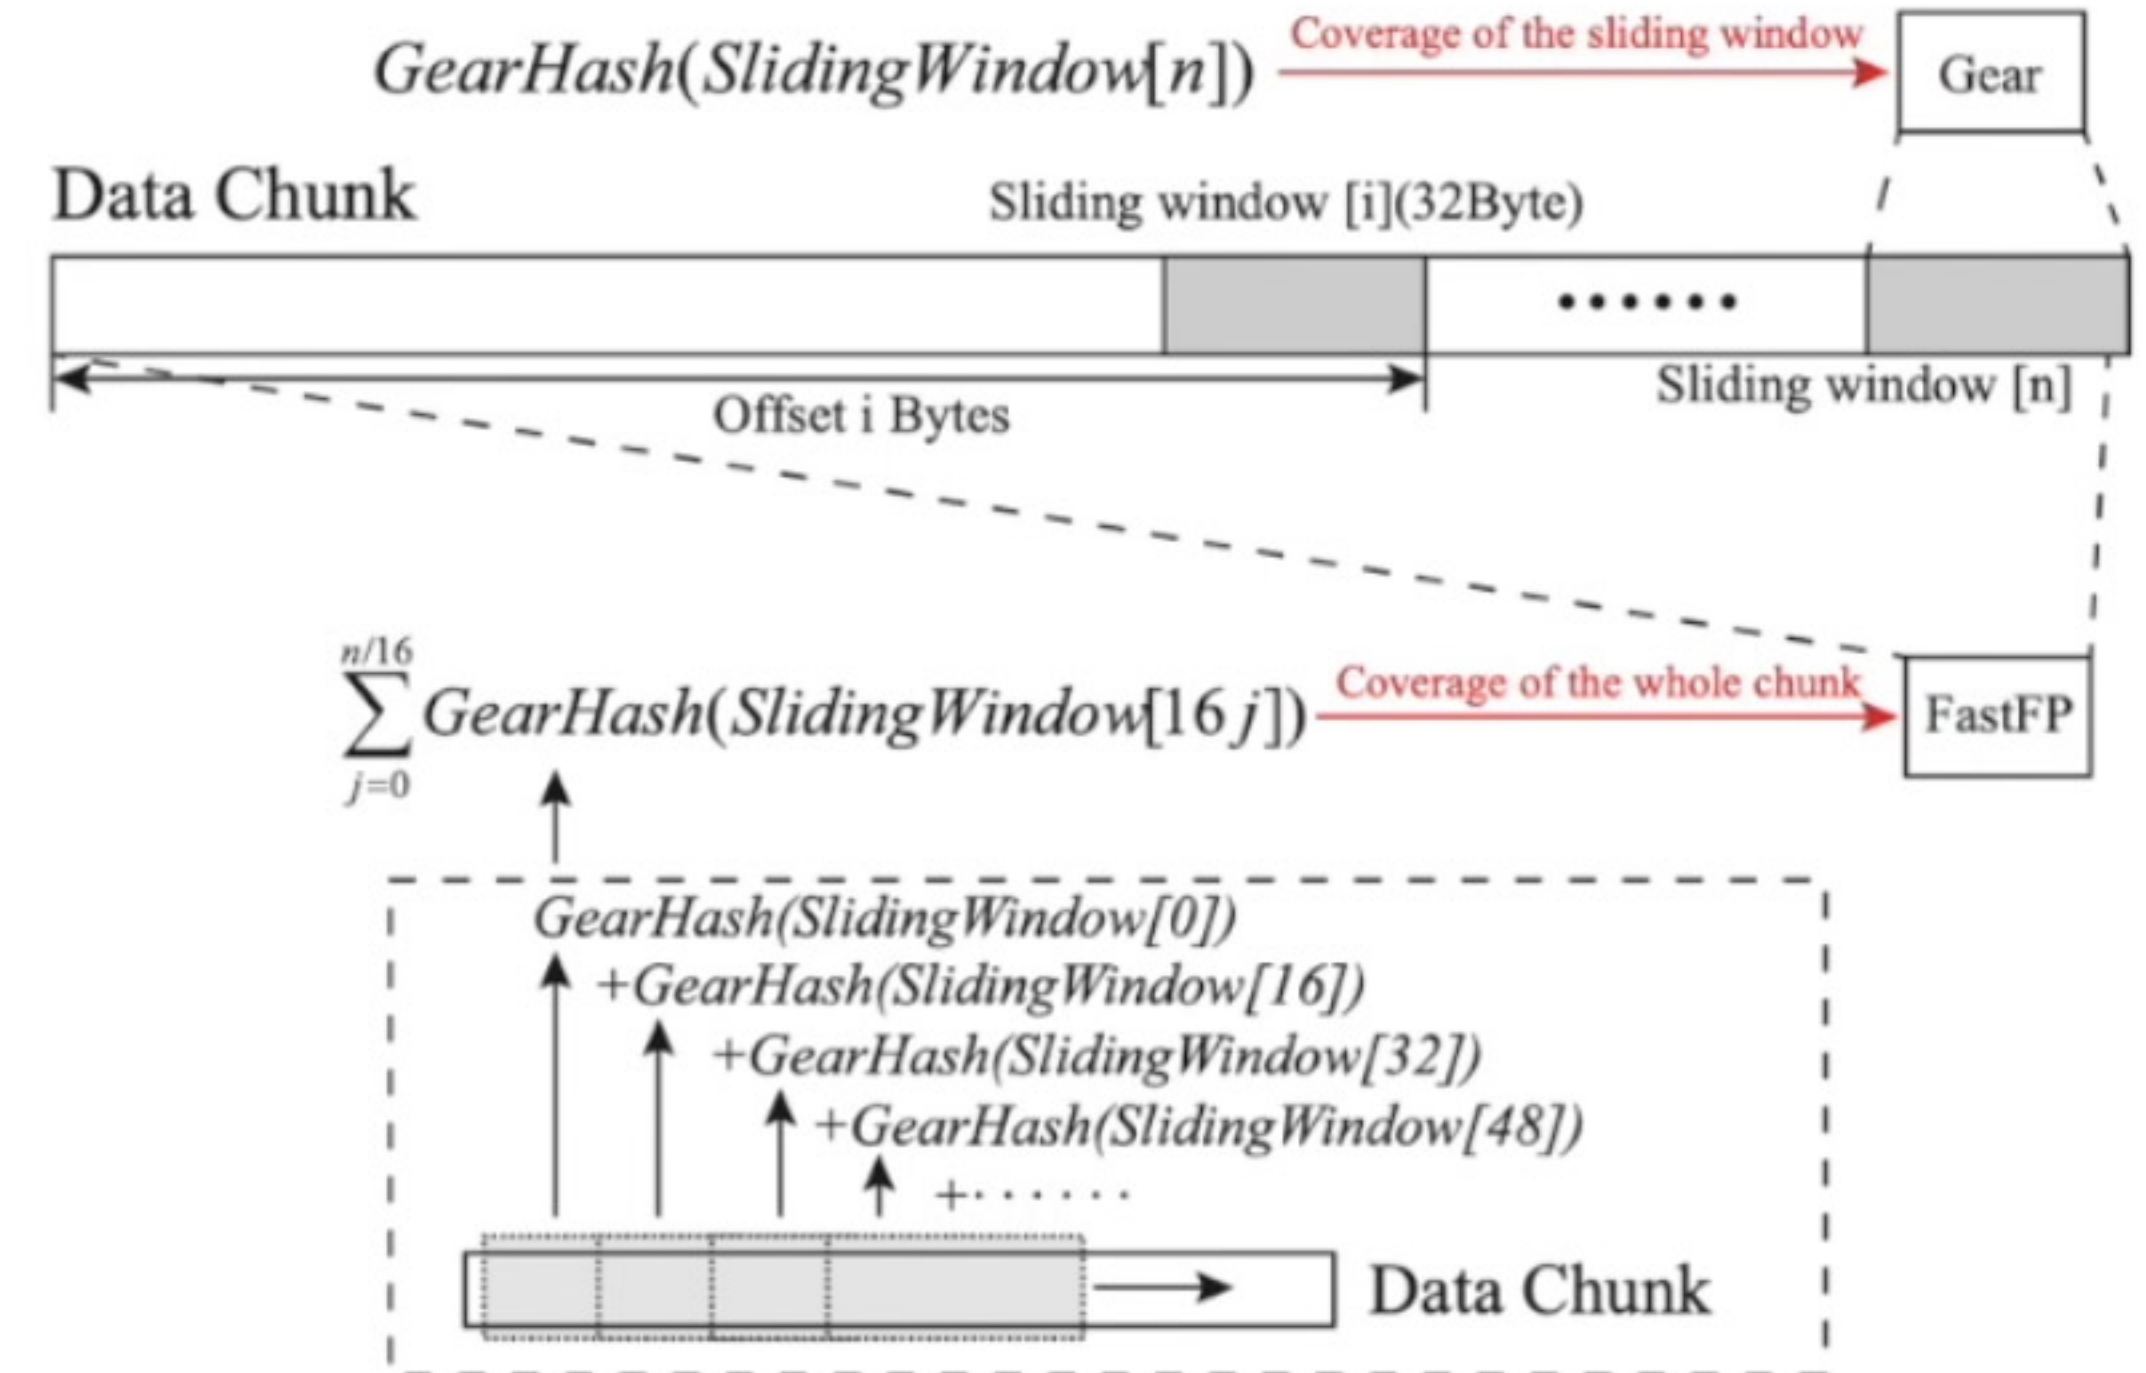 GearHash(SlidingWindow[n])
Coverage of the sliding window
Gear
Data Chunk
Sliding window [i](32Byte)
......
Offset i Bytes
Sliding window [n]
n/16
∑ GearHash(SlidingWindow[16j])
j=0
Coverage of the whole chunk
FastFP
GearHash(SlidingWindow[0])
+GearHash(SlidingWindow[16])
+GearHash(SlidingWindow[32])
+GearHash(SlidingWindow[48])
+······
Data Chunk